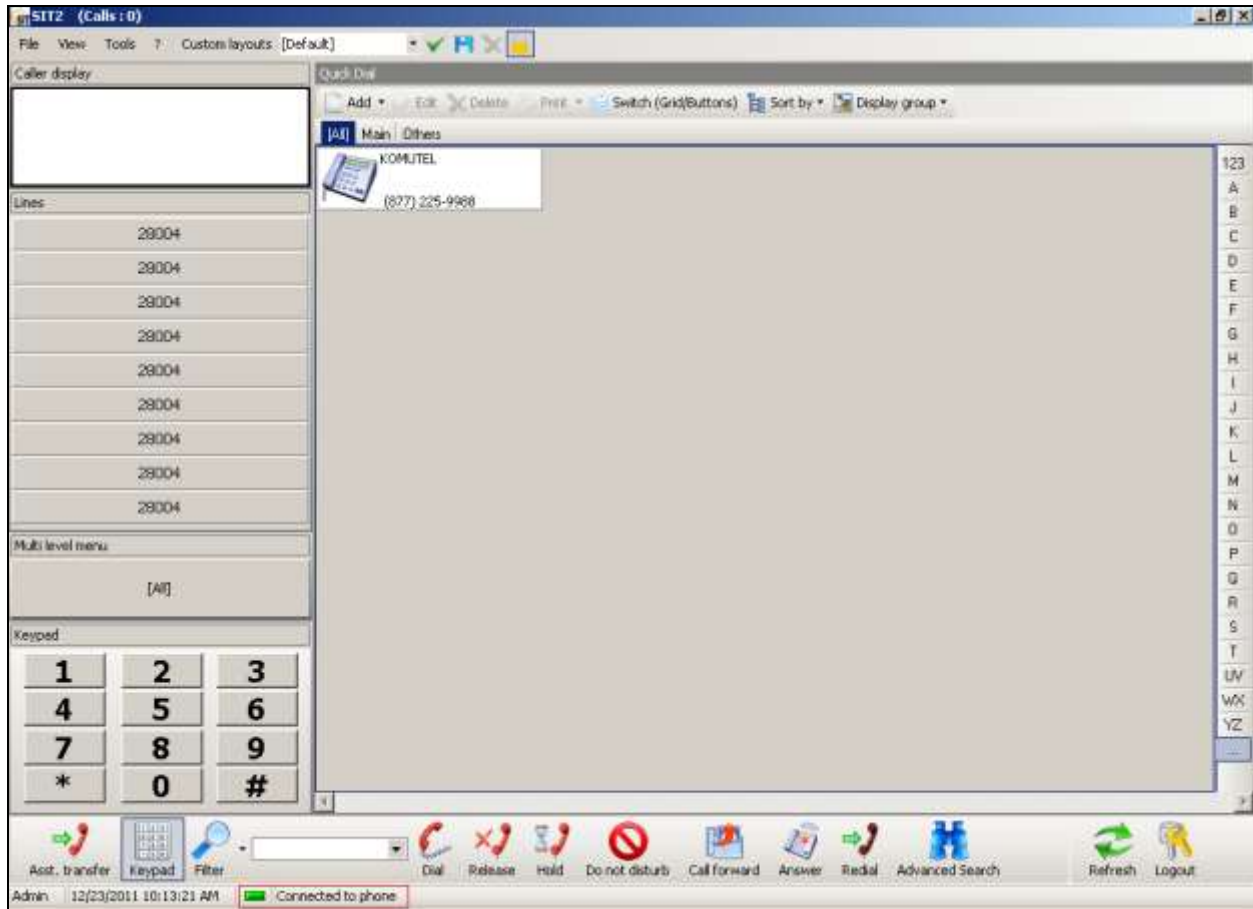 SIT2 (Calls : 0)
File View Tools ? Custom layouts [Default]
Caller display
Quick Dial
Add Edit Delete Print Switch (Grid/Buttons) Sort by Display group
[All] Main Others
KOMUTEL
(877) 225-9988
Lines
28004
28004
28004
28004
28004
28004
28004
28004
28004
Multi level menu
[All]
Keypad
1 2 3
4 5 6
7 8 9
* 0 #
123
A
B
C
D
E
F
G
H
I
J
K
L
M
N
O
P
Q
R
S
T
UV
WX
YZ
...
Asst. transfer Keypad Filter Dial Release Hold Do not disturb Call forward Answer Redial Advanced Search Refresh Logout
Admin 12/23/2011 10:13:21 AM Connected to phone